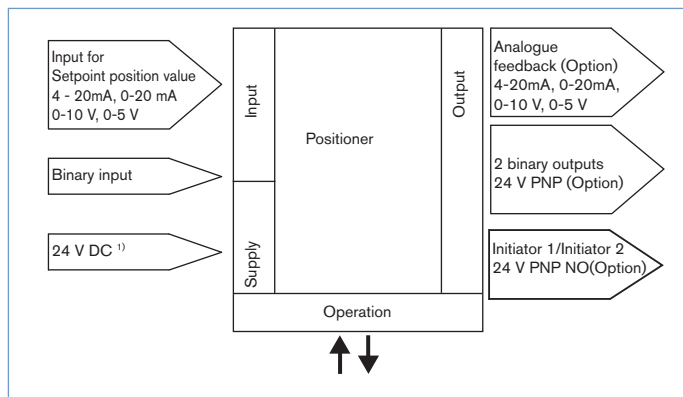 Input for
Setpoint position value
4 - 20mA, 0-20 mA
0-10 V, 0-5 V
Binary input
24 V DC 1)
Input
Supply
Positioner
Operation
Output
Analogue
feedback (Option)
4-20mA, 0-20mA,
0-10 V, 0-5 V
2 binary outputs
24 V PNP (Option)
Initiator 1/Initiator 2
24 V PNP NO(Option)